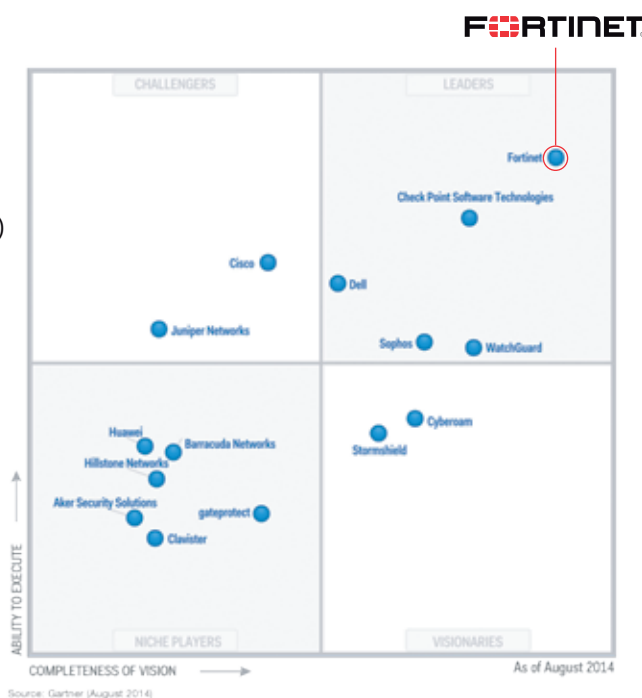 FORTINET
CHALLENGERS
LEADERS
Fortinet
Check Point Software Technologies
)
Cisco
Dell
Juniper Networks
Sophos
WatchGuard
Huawei
Barracuda Networks
Cyberoam
Stormshield
Hillstone Networks
Aker Security Solutions
gateprotect
Clavister
ABILITY TO EXECUTE
NICHE PLAYERS
VISIONARIES
COMPLETENESS OF VISION
As of August 2014
Source: Gartner (August 2014)